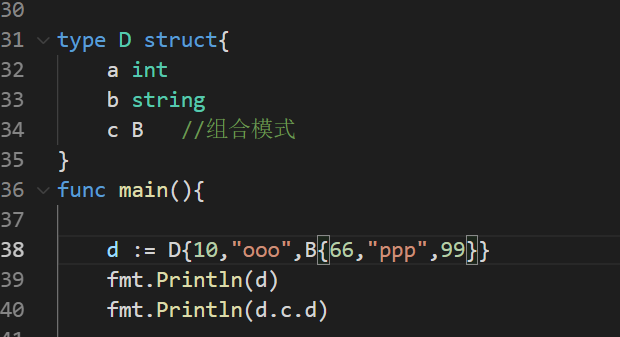 30
31 type D struct{
32 a int
33 b string
34 c B //组合模式
35 }
36 func main(){
37
38 d := D{10,"ooo",B{66,"ppp",99}}
39 fmt.Println(d)
40 fmt.Println(d.c.d)